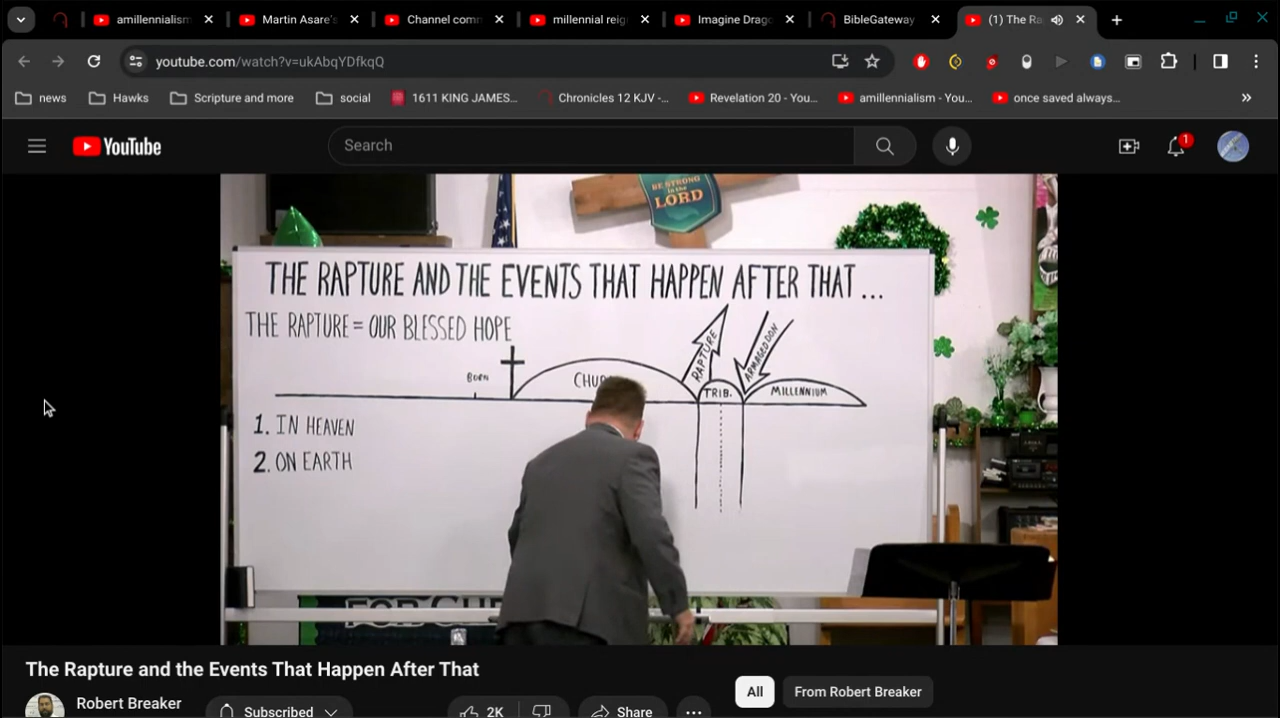 amillennialism
Martin Asare's
Channel com
millennial reig
Imagine Drag
BibleGateway
(1) The Ra
youtube.com/watch?v=ukAbqYDfkqQ
news
Hawks
Scripture and more
social
1611 KING JAMES...
Chronicles 12 KJV -...
Revelation 20 - You...
amillennialism - You...
once saved always...
»
YouTube
Search
1
BE STRONG
in the
LORD
THE RAPTURE AND THE EVENTS THAT HAPPEN AFTER THAT...
THE RAPTURE = OUR BLESSED HOPE
RAPTURE
ARMAGEDDON
BORN
CHU
TRIB.
MILLENNIUM
1. IN HEAVEN
2. ON EARTH
The Rapture and the Events That Happen After That
Robert Breaker
Subscribed
2K
Share
...
All
From Robert Breaker